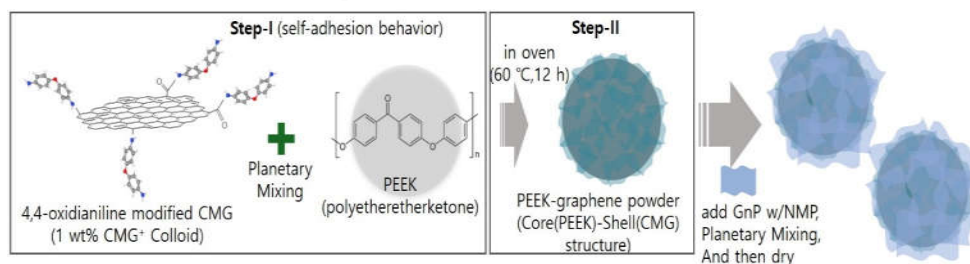 Step-I (self-adhesion behavior)
O
O
Planetary
Mixing
4,4-oxidianiline modified CMG
(1 wt% CMG⁺ Colloid)
O
O
O
n
PEEK
(polyetheretherketone)
Step-II
in oven
(60 ℃,12 h)
PEEK-graphene powder
(Core(PEEK)-Shell(CMG)
structure)
add GnP w/NMP,
Planetary Mixing,
And then dry